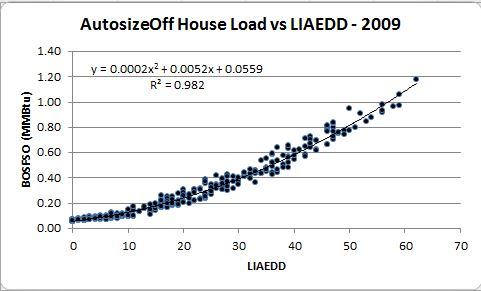 AutosizeOff House Load vs LIAEDD - 2009
1.40
y = 0.0002x² + 0.0052x + 0.0559
R² = 0.982
1.20
1.00
0.80
0.60
0.40
0.20
0.00
BOSFSO (MMBtu)
0 10 20 30 40 50 60 70
LIAEDD